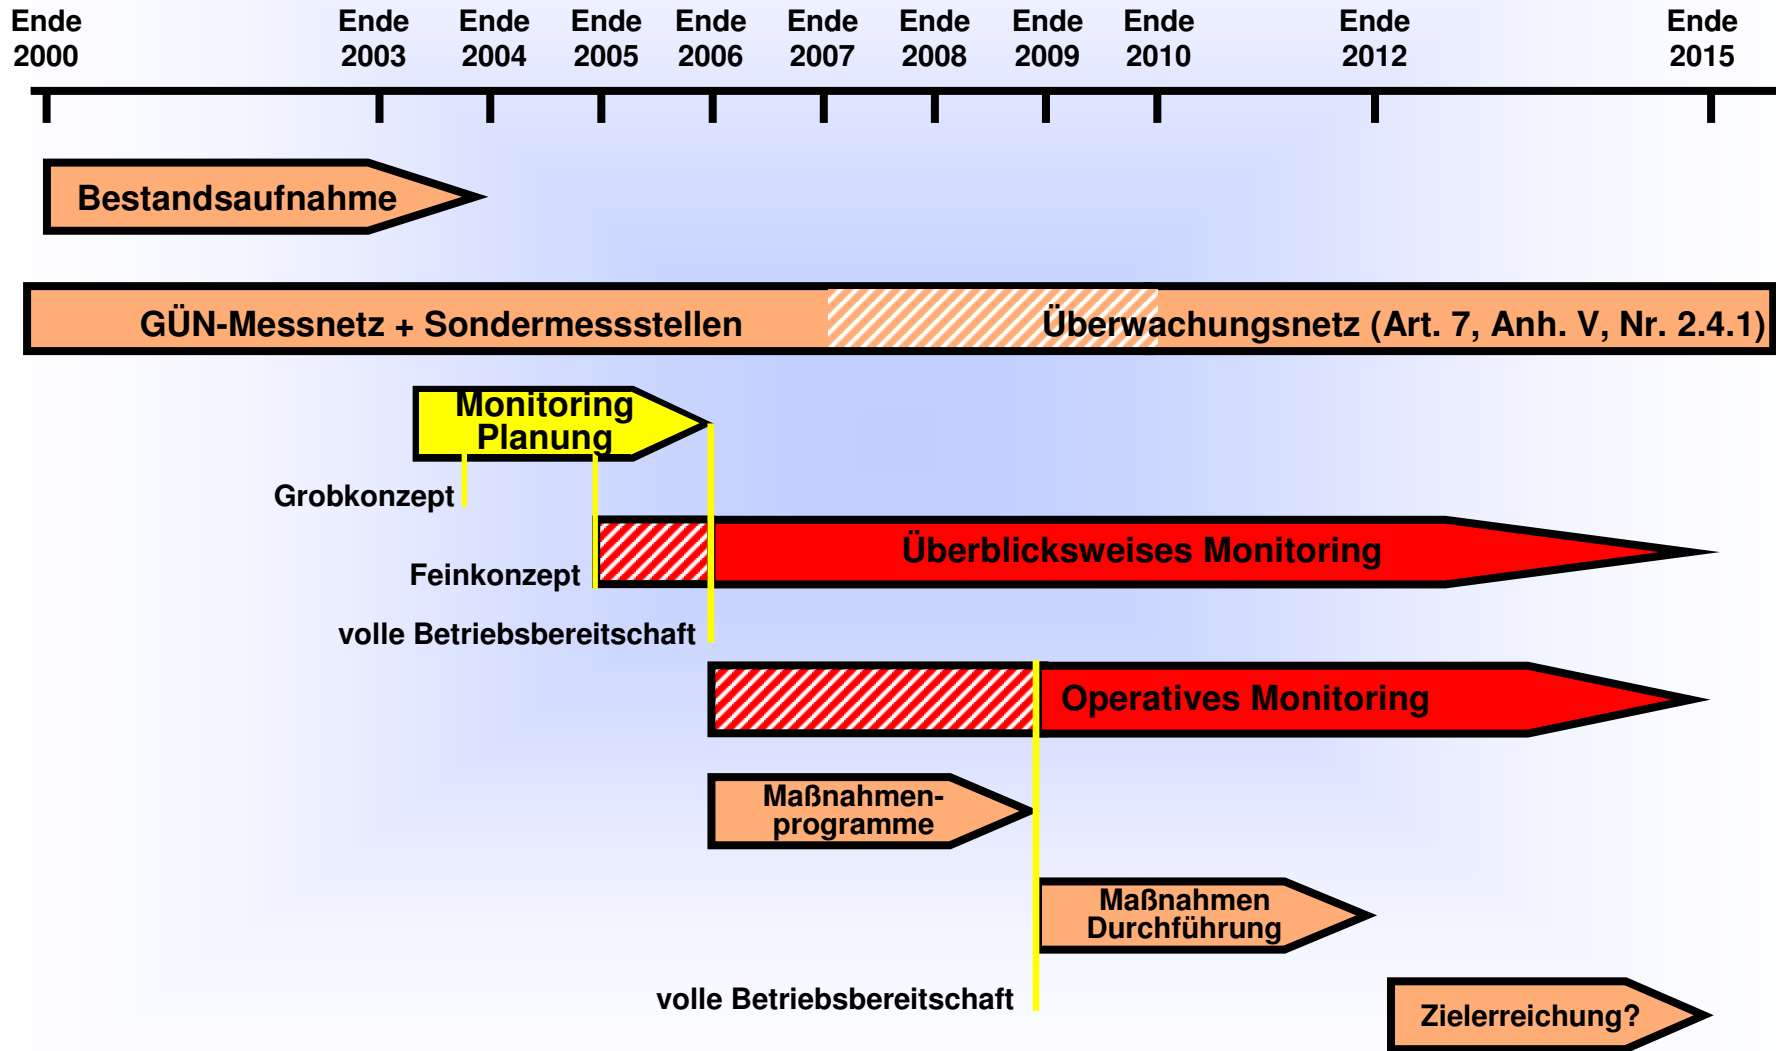 Ende Ende Ende Ende Ende Ende Ende Ende Ende Ende Ende
2000 2003 2004 2005 2006 2007 2008 2009 2010 2012 2015
Bestandsaufnahme
GÜN-Messnetz + Sondermessstellen Überwachungsnetz (Art. 7, Anh. V, Nr. 2.4.1)
Monitoring
Planung
Grobkonzept
Überblicksweises Monitoring
Feinkonzept
volle Betriebsbereitschaft
Operatives Monitoring
Maßnahmen-
programme
Maßnahmen
Durchführung
volle Betriebsbereitschaft
Zielerreichung?